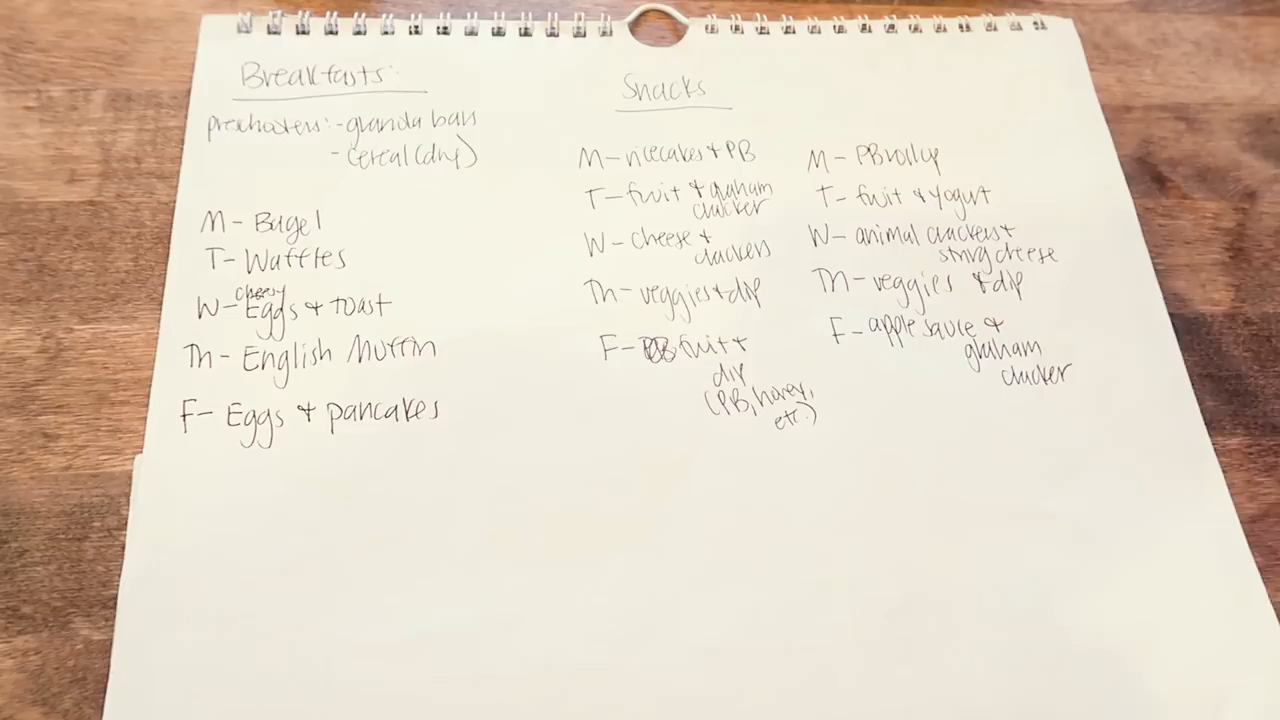 Breakfasts:
preschoolers: - granola bars
- cereal (dry)
M - Bagel
T - Waffles
cheesy
W - Eggs + toast
Th - English Muffin
F - Eggs + pancakes
Snacks
M - ricecakes + PB
T - fruit + graham
cracker
W - cheese +
crackers
Th - veggies + dip
F - fruit +
dip
(PB, honey,
etc.)
M - PB rollup
T - fruit + yogurt
W - animal crackers +
string cheese
Th - veggies + dip
F - apple sauce +
graham
cracker